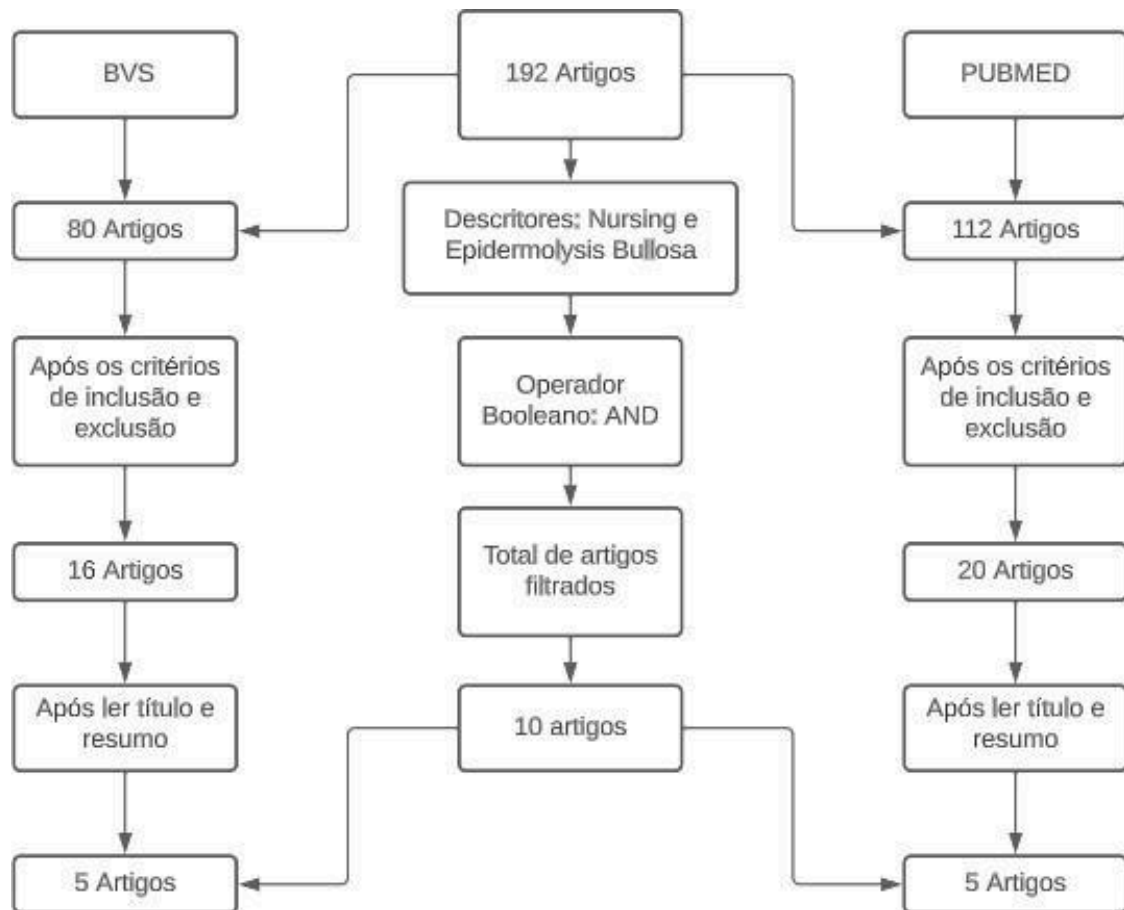 BVS
192 Artigos
PUBMED
80 Artigos
Descritores: Nursing e
Epidermolysis Bullosa
112 Artigos
Após os critérios
de inclusão e
exclusão
Operador
Booleano: AND
Após os critérios
de inclusão e
exclusão
16 Artigos
Total de artigos
filtrados
20 Artigos
Após ler título e
resumo
10 artigos
Após ler título e
resumo
5 Artigos
5 Artigos